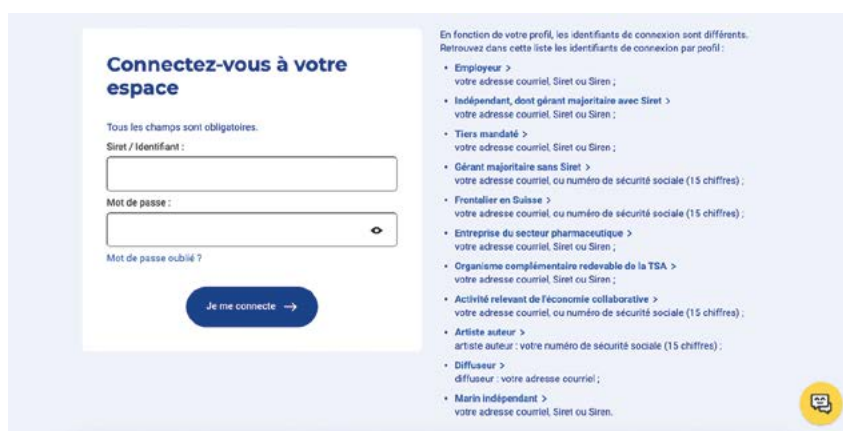 Connectez-vous à votre
espace
Tous les champs sont obligatoires.
Siret / Identifiant :
Mot de passe :
Mot de passe oublié ?
Je me connecte →
En fonction de votre profil, les identifiants de connexion sont différents.
Retrouvez dans cette liste les identifiants de connexion par profil :
• Employeur >
votre adresse courriel, Siret ou Siren ;
• Indépendant, dont gérant majoritaire avec Siret >
votre adresse courriel, Siret ou Siren ;
• Tiers mandaté >
votre adresse courriel, Siret ou Siren ;
• Gérant majoritaire sans Siret >
votre adresse courriel, ou numéro de sécurité sociale (15 chiffres) ;
• Frontalier en Suisse >
votre adresse courriel, ou numéro de sécurité sociale (15 chiffres) ;
• Entreprise du secteur pharmaceutique >
votre adresse courriel, Siret ou Siren ;
• Organisme complémentaire redevable de la TSA >
votre adresse courriel, Siret ou Siren ;
• Activité relevant de l'économie collaborative >
votre adresse courriel, ou numéro de sécurité sociale (15 chiffres) ;
• Artiste auteur >
artiste auteur : votre numéro de sécurité sociale (15 chiffres) ;
• Diffuseur >
diffuseur : votre adresse courriel ;
• Marin indépendant >
votre adresse courriel, Siret ou Siren.